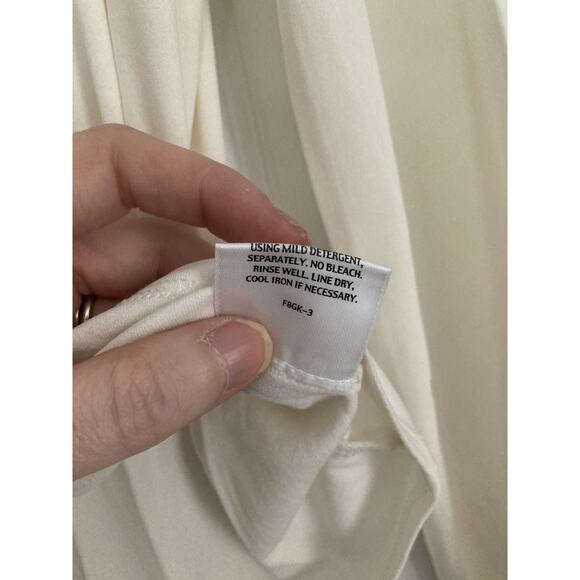 USING MILD DETERGENT,
SEPARATELY. NO BLEACH.
RINSE WELL. LINE DRY,
COOL IRON IF NECESSARY.
F8GK-3